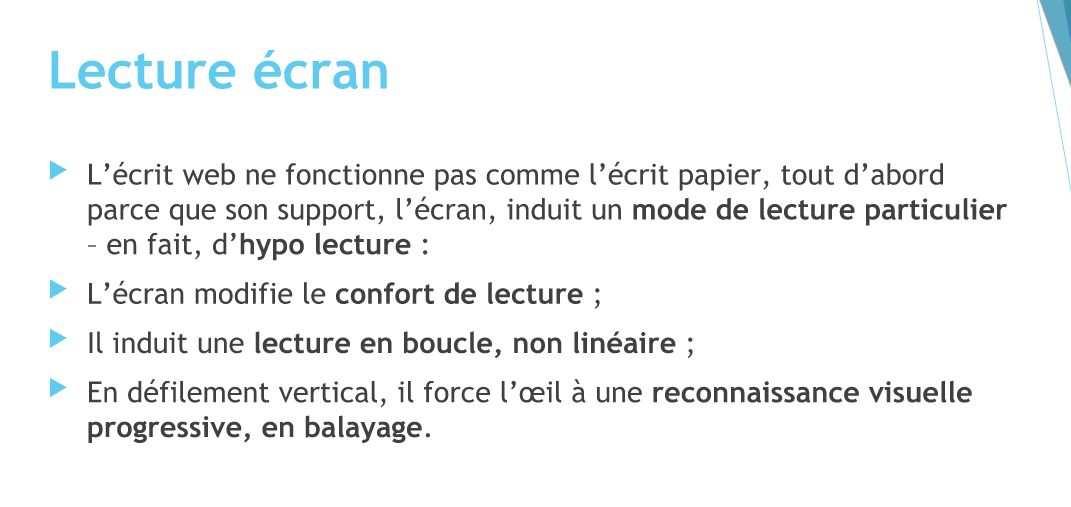 Lecture écran
L’écrit web ne fonctionne pas comme l’écrit papier, tout d’abord
parce que son support, l’écran, induit un mode de lecture particulier
– en fait, d’hypo lecture :
L’écran modifie le confort de lecture ;
Il induit une lecture en boucle, non linéaire ;
En défilement vertical, il force l’œil à une reconnaissance visuelle
progressive, en balayage.